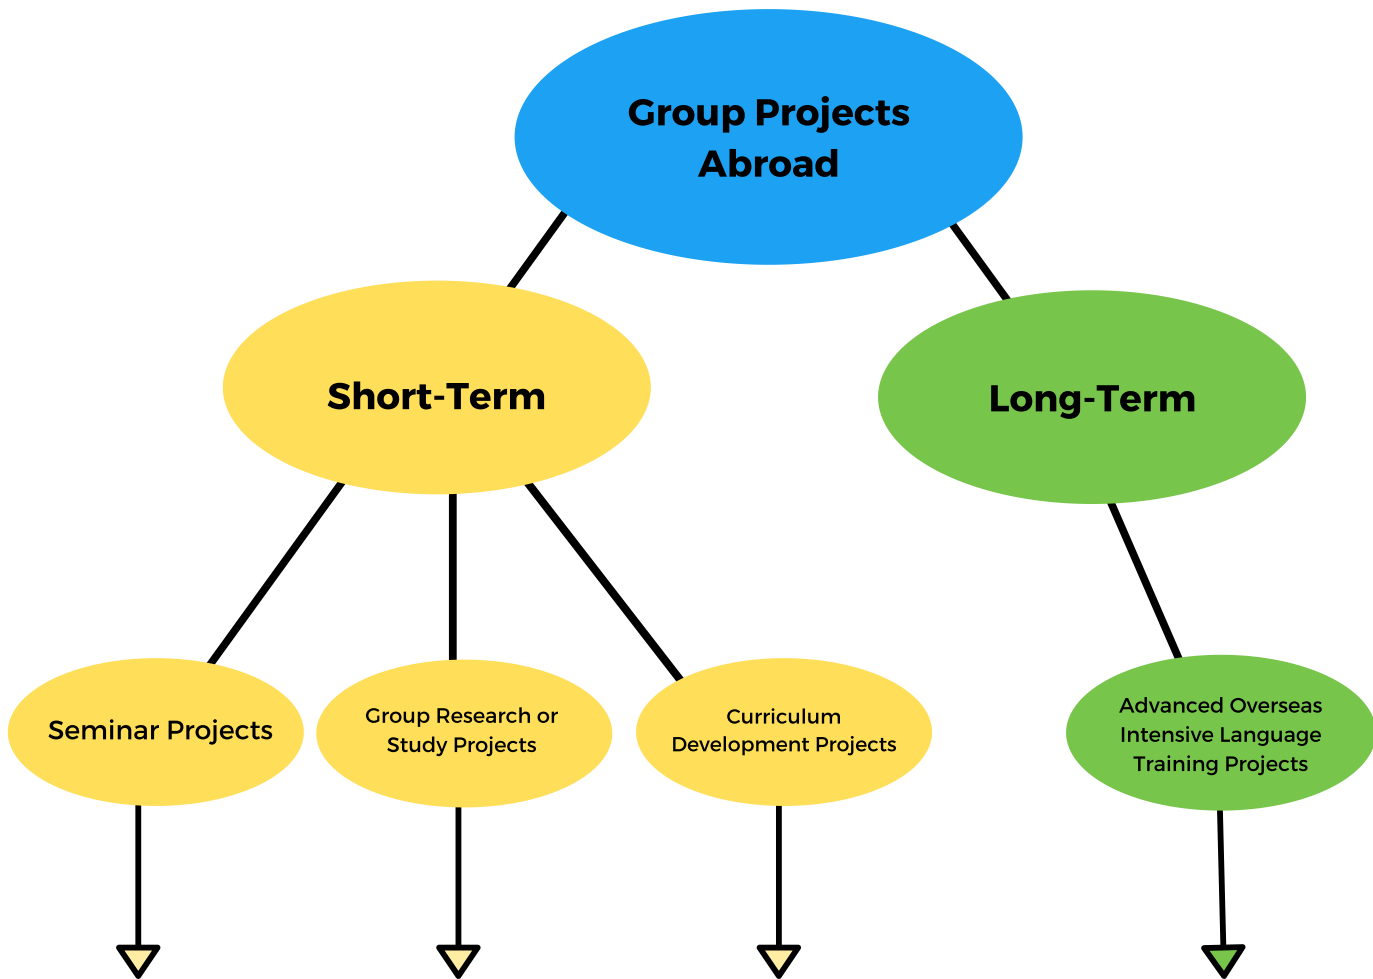 Group Projects
Abroad
Short-Term
Long-Term
Seminar Projects
Group Research or
Study Projects
Curriculum
Development Projects
Advanced Overseas
Intensive Language
Training Projects